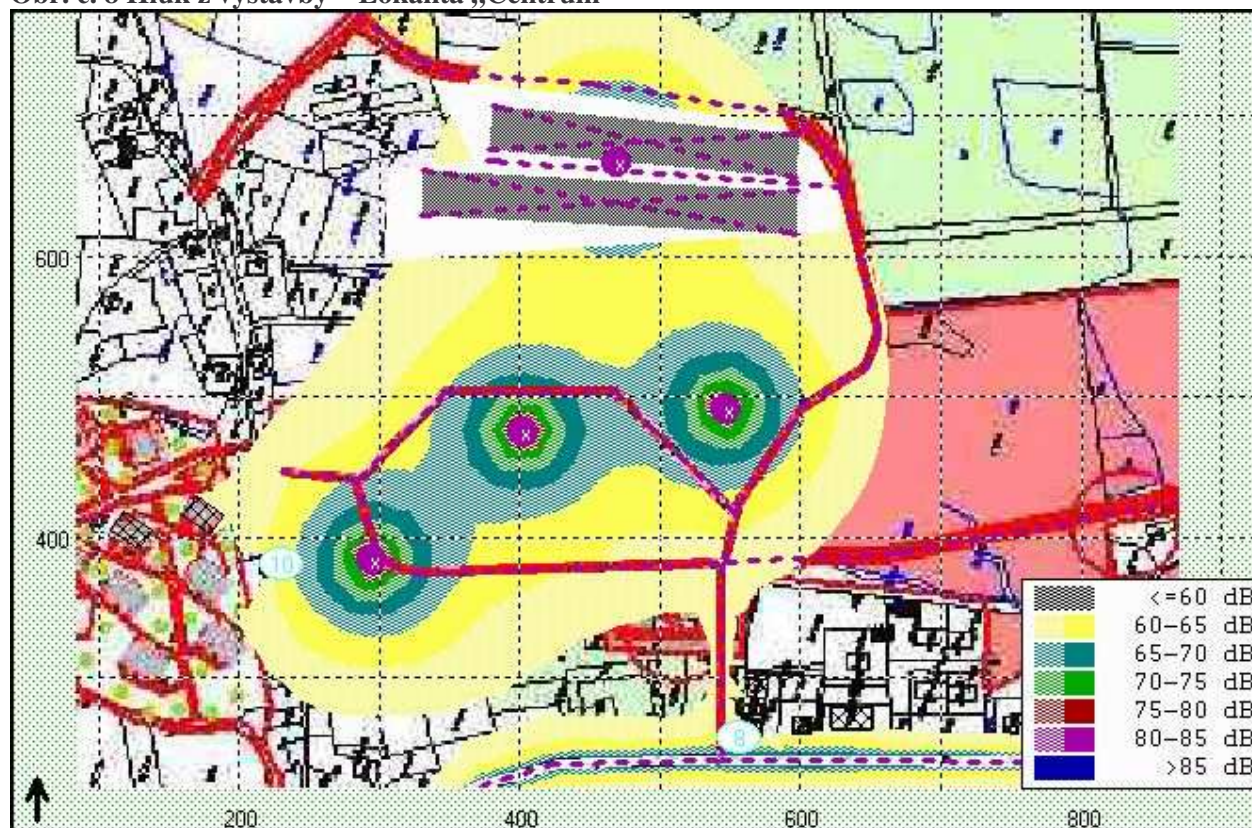 Obr. č. 8 Hluk z výstavby – Lokalita „Centrum“
600
400
10
8
200
400
600
800
<=60 dB
60-65 dB
65-70 dB
70-75 dB
75-80 dB
80-85 dB
>85 dB